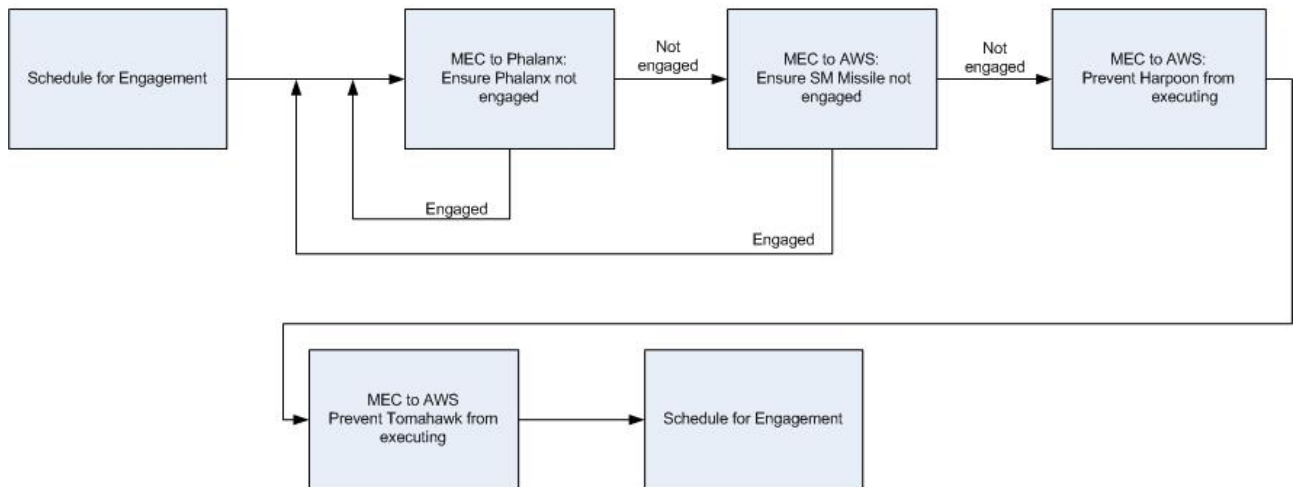 Schedule for Engagement
MEC to Phalanx:
Ensure Phalanx not
engaged
Not
engaged
MEC to AWS:
Ensure SM Missile not
engaged
Not
engaged
MEC to AWS:
Prevent Harpoon from
executing
Engaged
Engaged
MEC to AWS
Prevent Tomahawk from
executing
Schedule for Engagement